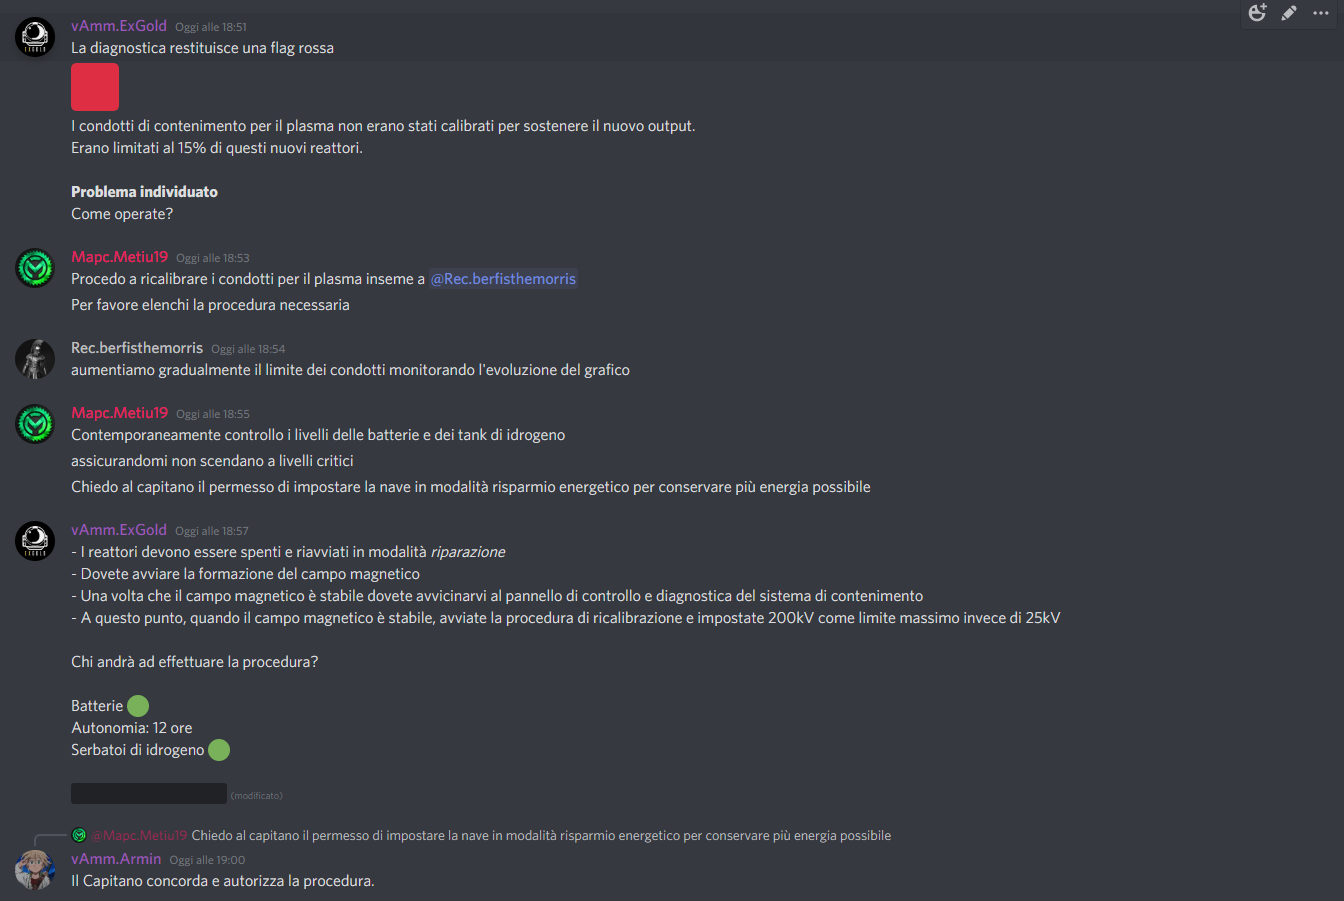 vAmm.ExGold Oggi alle 18:51
La diagnostica restituisce una flag rossa
I condotti di contenimento per il plasma non erano stati calibrati per sostenere il nuovo output.
Erano limitati al 15% di questi nuovi reattori.
Problema individuato
Come operate?
Mapc.Metiu19 Oggi alle 18:53
Procedo a ricalibrare i condotti per il plasma inseme a @Rec.berfisthemorris
Per favore elenchi la procedura necessaria
Rec.berfisthemorris Oggi alle 18:54
aumentiamo gradualmente il limite dei condotti monitorando l'evoluzione del grafico
Mapc.Metiu19 Oggi alle 18:55
Contemporaneamente controllo i livelli delle batterie e dei tank di idrogeno
assicurandomi non scendano a livelli critici
Chiedo al capitano il permesso di impostare la nave in modalità risparmio energetico per conservare più energia possibile
vAmm.ExGold Oggi alle 18:57
- I reattori devono essere spenti e riavviati in modalità riparazione
- Dovete avviare la formazione del campo magnetico
- Una volta che il campo magnetico è stabile dovete avvicinarvi al pannello di controllo e diagnostica del sistema di contenimento
- A questo punto, quando il campo magnetico è stabile, avviate la procedura di ricalibrazione e impostate 200kV come limite massimo invece di 25kV
Chi andrà ad effettuare la procedura?
Batterie
Autonomia: 12 ore
Serbatoi di idrogeno
(modificato)
@Mapc.Metiu19 Chiedo al capitano il permesso di impostare la nave in modalità risparmio energetico per conservare più energia possibile
vAmm.Armin Oggi alle 19:00
Il Capitano concorda e autorizza la procedura.